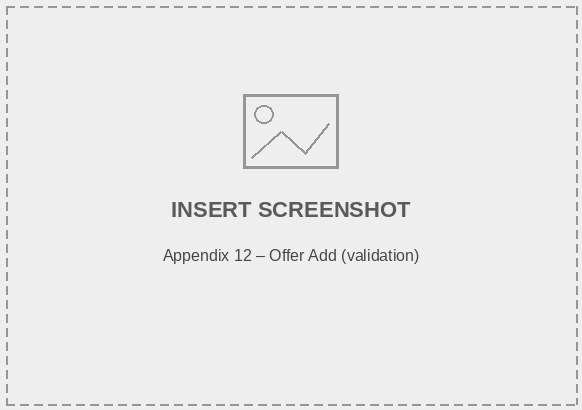 INSERT SCREENSHOT
Appendix 12 – Offer Add (validation)